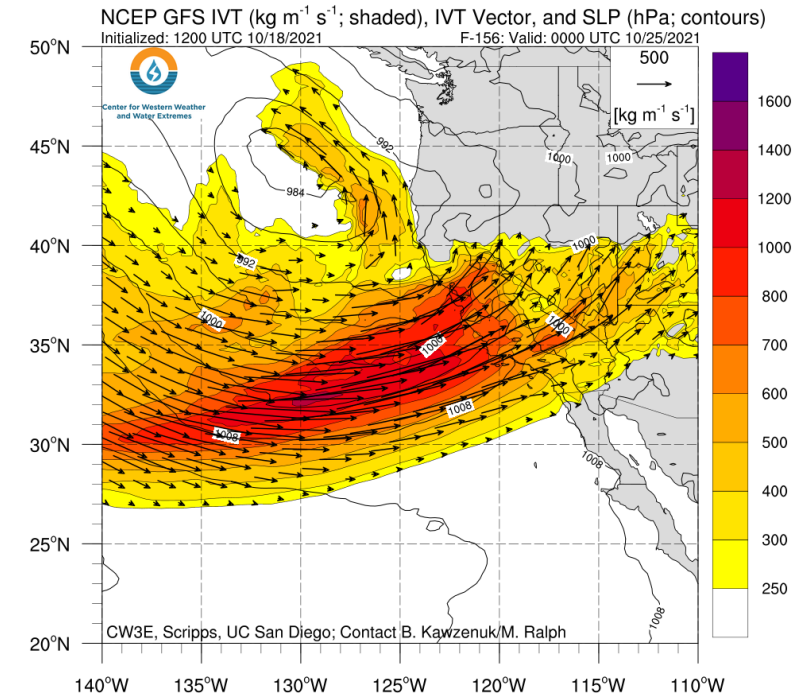 NCEP GFS IVT (kg m⁻¹ s⁻¹; shaded), IVT Vector, and SLP (hPa; contours)
Initialized: 1200 UTC 10/18/2021
F-156: Valid: 0000 UTC 10/25/2021
Center for Western Weather
and Water Extremes
500
[kg m⁻¹ s⁻¹]
50°N
45°N
40°N
35°N
30°N
25°N
20°N
992
984
992
1000
1000
1000
1000
1000
1000
1008
1008
1008
1008
1600
1400
1200
1000
800
700
600
500
400
300
250
CW3E, Scripps, UC San Diego; Contact B. Kawzenuk/M. Ralph
140°W
135°W
130°W
125°W
120°W
115°W
110°W